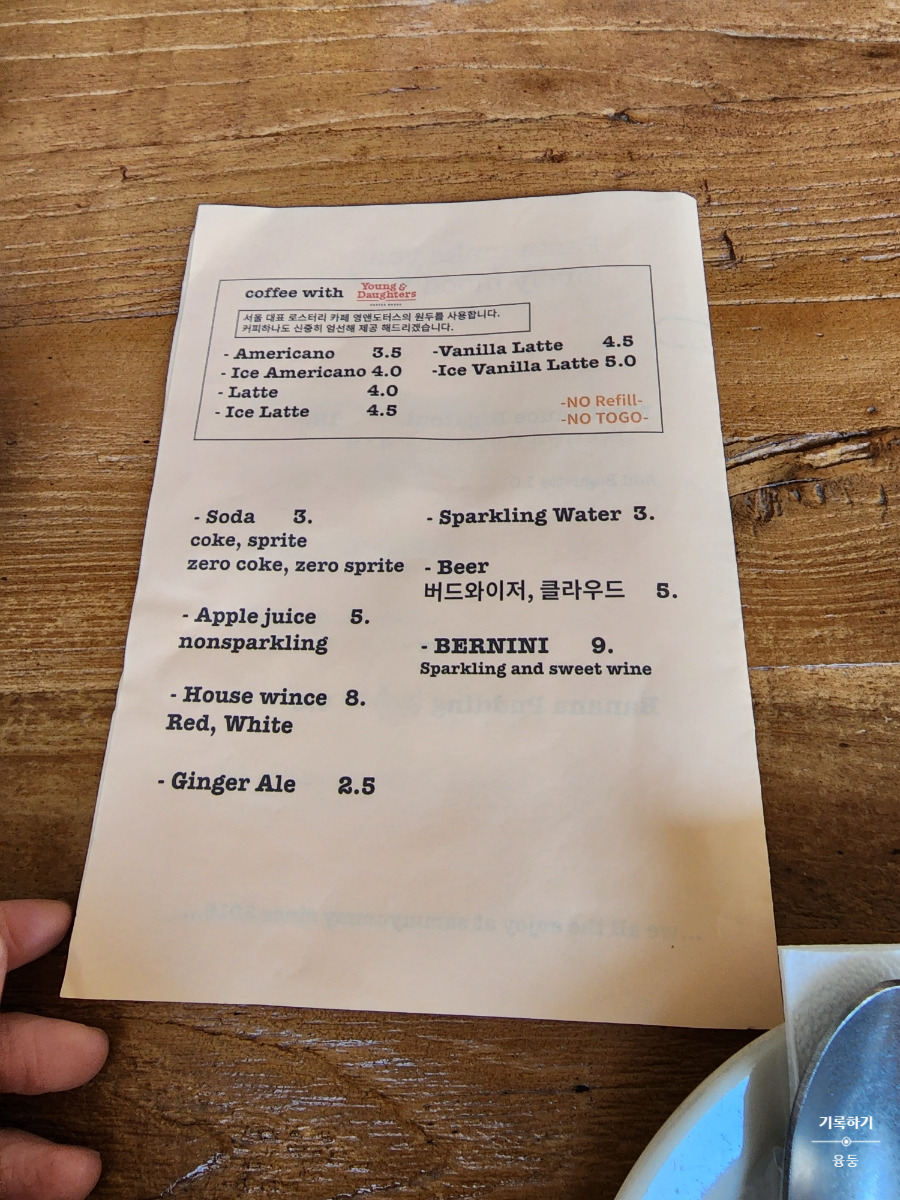 coffee with Young & Daughters
COFFEE HOUSE
서울 대표 로스터리 카페 영앤도터스의 원두를 사용합니다.
커피하나도 신중히 엄선해 제공 해드리겠습니다.
- Americano 3.5
- Ice Americano 4.0
- Latte 4.0
- Ice Latte 4.5
-Vanilla Latte 4.5
-Ice Vanilla Latte 5.0
-NO Refill-
-NO TOGO-
- Soda 3.
coke, sprite
zero coke, zero sprite
- Apple juice 5.
nonsparkling
- House wince 8.
Red, White
- Ginger Ale 2.5
- Sparkling Water 3.
- Beer
버드와이저, 클라우드 5.
- BERNINI 9.
Sparkling and sweet wine
Banana Pudding
기록하기
융둥